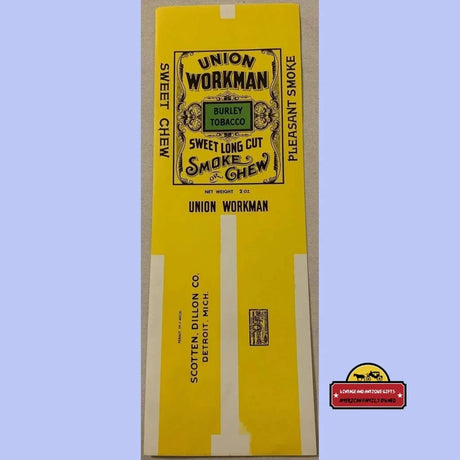 UNION
WORKMAN
BURLEY
TOBACCO
SWEET LONG CUT
SMOKE
OR
CHEW
NET WEIGHT 2 OZ.
UNION WORKMAN
SWEET CHEW
PLEASANT SMOKE
SCOTTEN, DILLON CO.
DETROIT, MICH.
VINTAGE AND ANTIQUE GIFTS
AMERICAN FAMILY OWNED